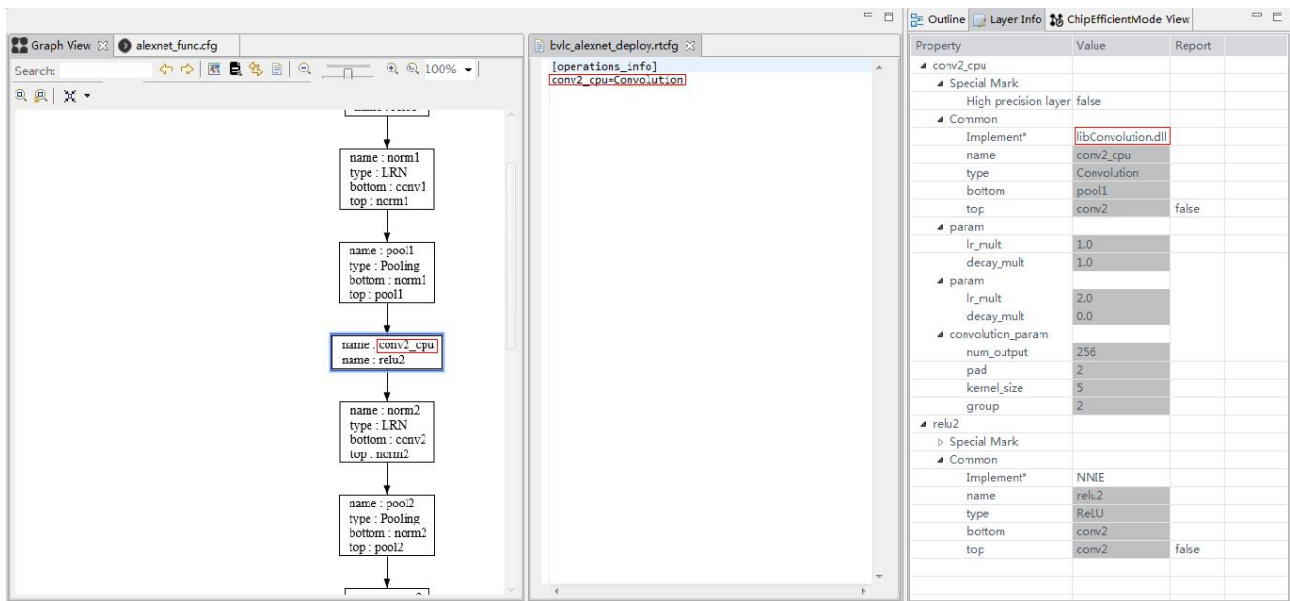 Outline
Layer Info
ChipEfficientMode View
Graph View
alexnet_func.cfg
Search:
100%
name : norm1
type : LRN
bottom : conv1
top : norm1
name : pool1
type : Pooling
bottom : norm1
top : pool1
name : conv2_cpu
name : relu2
name : norm2
type : LRN
bottom : conv2
top : norm2
name : pool2
type : Pooling
bottom : norm2
top : pool2
bvlc_alexnet_deploy.rtcfg
[operations_info]
conv2_cpu=Convolution
Property Value Report
conv2_cpu
Special Mark
High precision layer false
Common
Implement* libConvolution.dll
name conv2_cpu
type Convolution
bottom pool1
top conv2 false
param
lr_mult 1.0
decay_mult 1.0
param
lr_mult 2.0
decay_mult 0.0
convolution_param
num_output 256
pad 2
kernel_size 5
group 2
relu2
Special Mark
Common
Implement* NNIE
name relu2
type ReLU
bottom conv2
top conv2 false